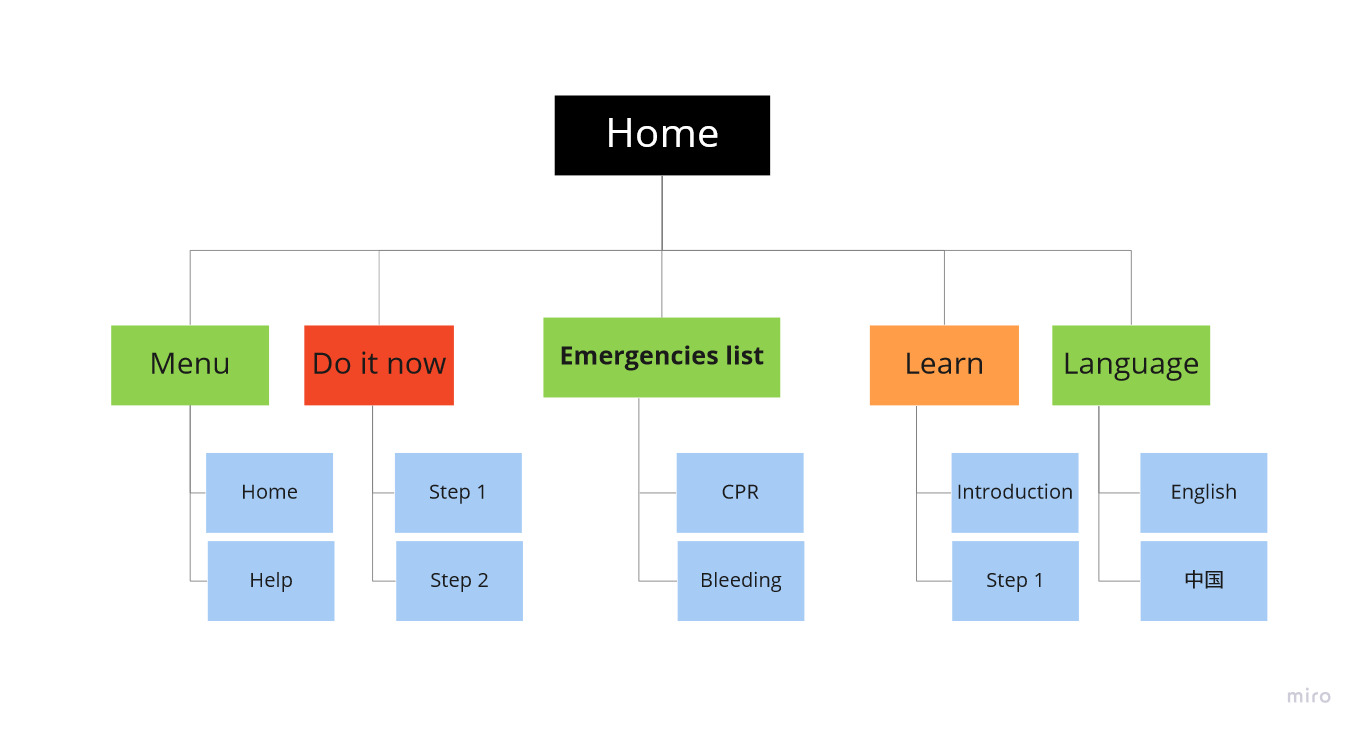 Home
Menu
Do it now
Emergencies list
Learn
Language
Home
Step 1
CPR
Introduction
English
Help
Step 2
Bleeding
Step 1
中国
miro